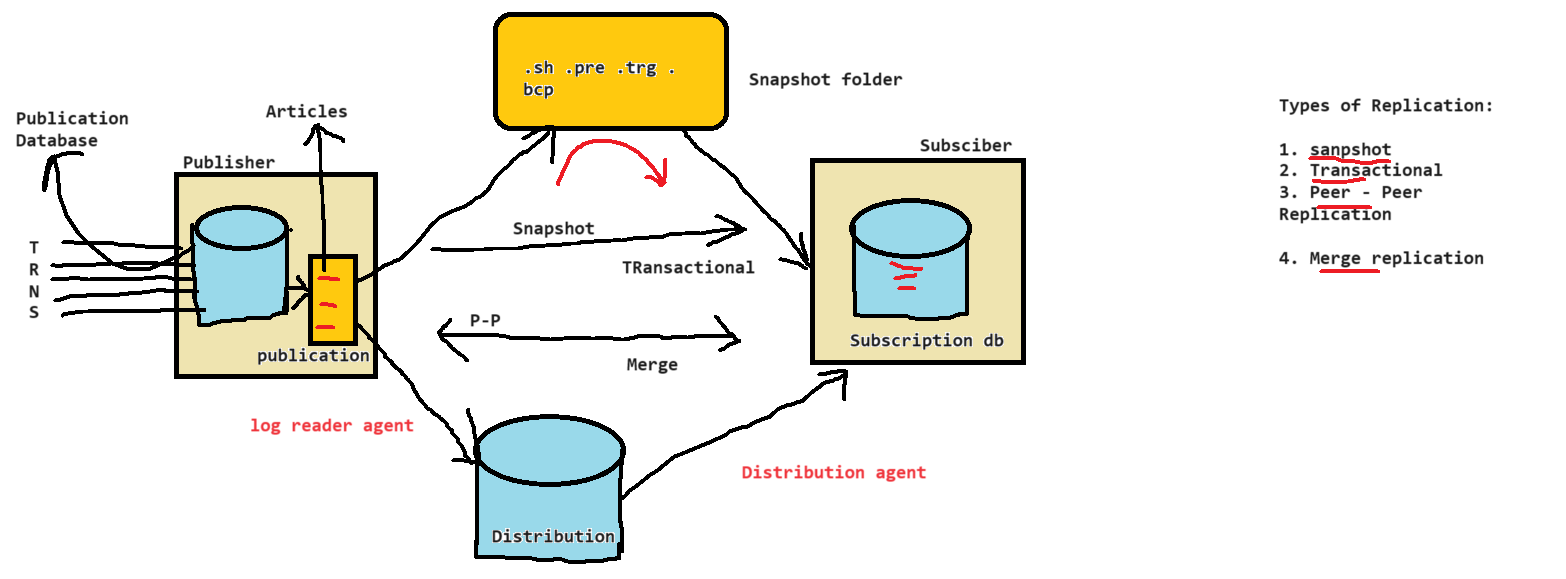 .sh .pre .trg .
bcp
Snapshot folder
Publication
Database
Articles
Publisher
Subsciber
T
R
N
S
Snapshot
TRansactional
P-P
Merge
publication
Subscription db
log reader agent
Distribution agent
Distribution
Types of Replication:
1. sanpshot
2. Transactional
3. Peer - Peer
Replication
4. Merge replication